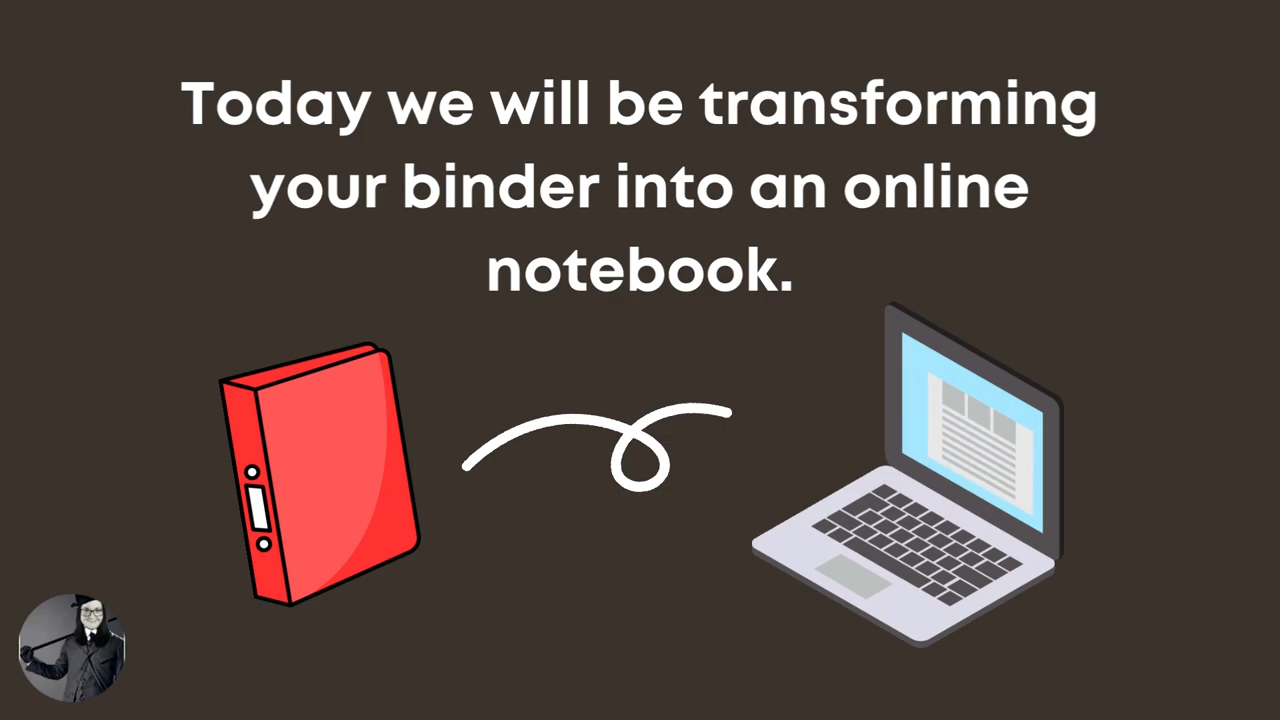 Today we will be transforming
your binder into an online
notebook.